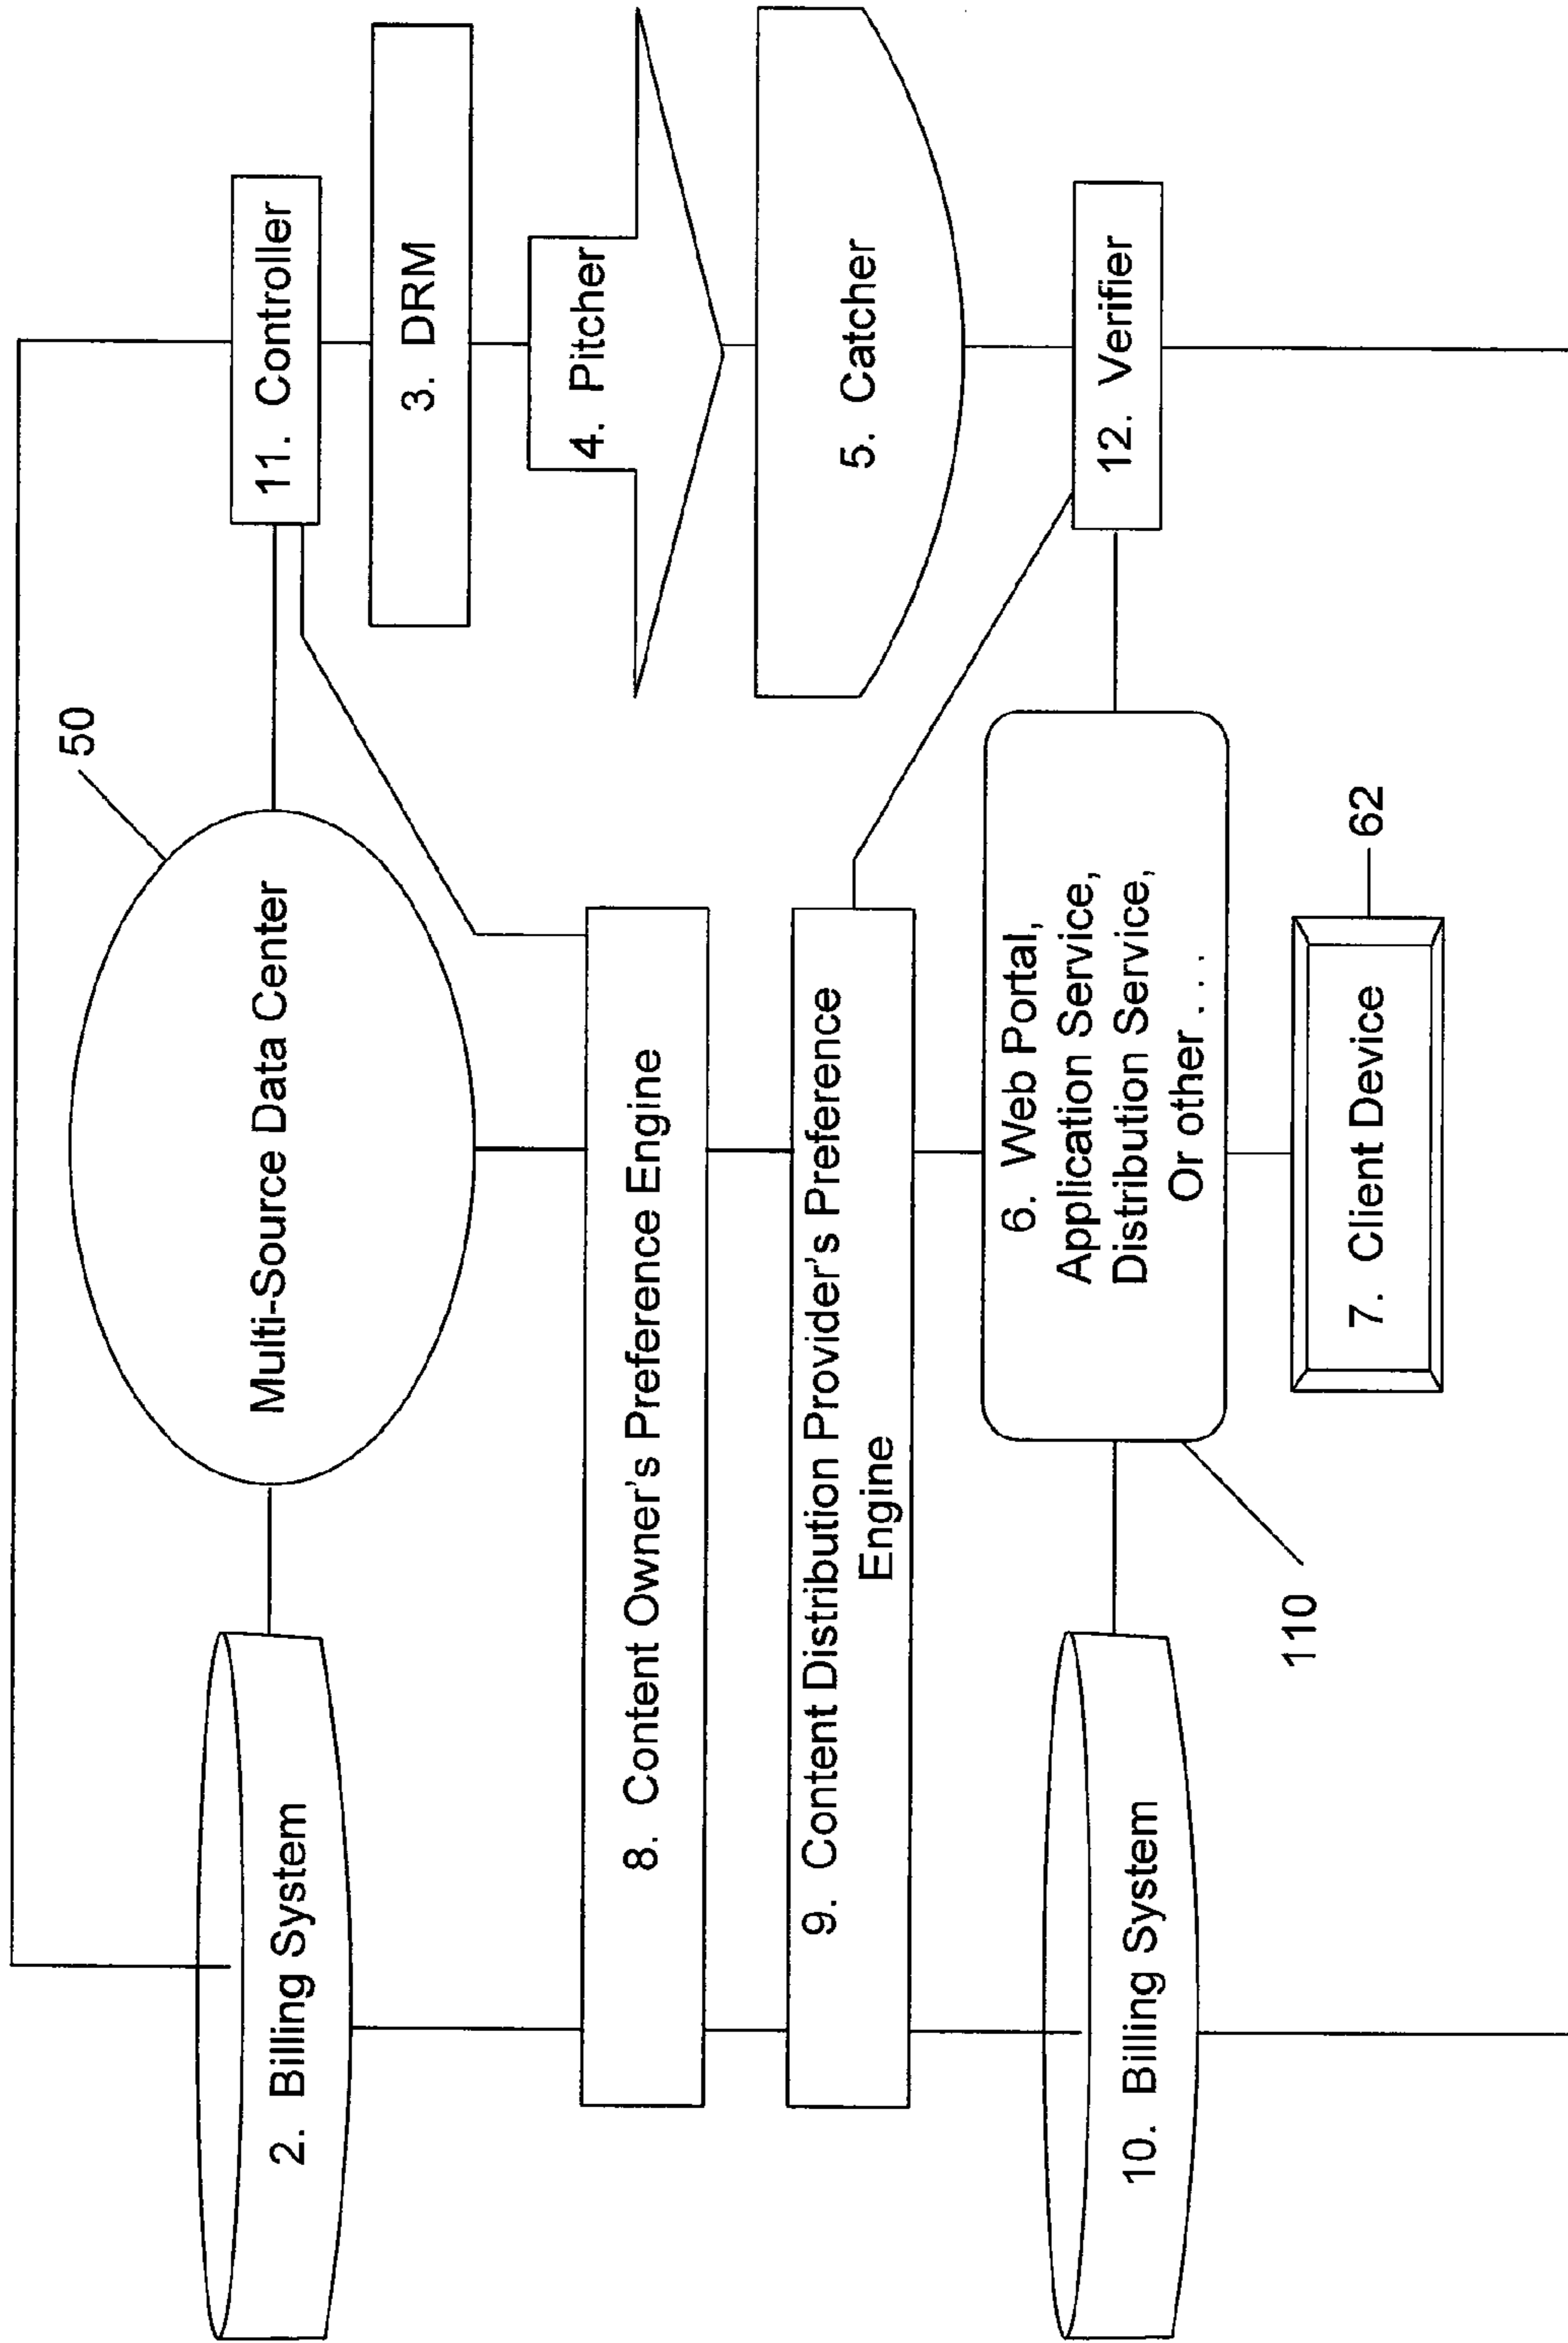 50
2. Billing System
Multi-Source Data Center
11. Controller
3. DRM
4. Pitcher
8. Content Owner's Preference Engine
9. Content Distribution Provider's Preference
Engine
5. Catcher
10. Billing System
6. Web Portal,
Application Service,
Distribution Service,
Or other . . .
12. Verifier
110
7. Client Device
62